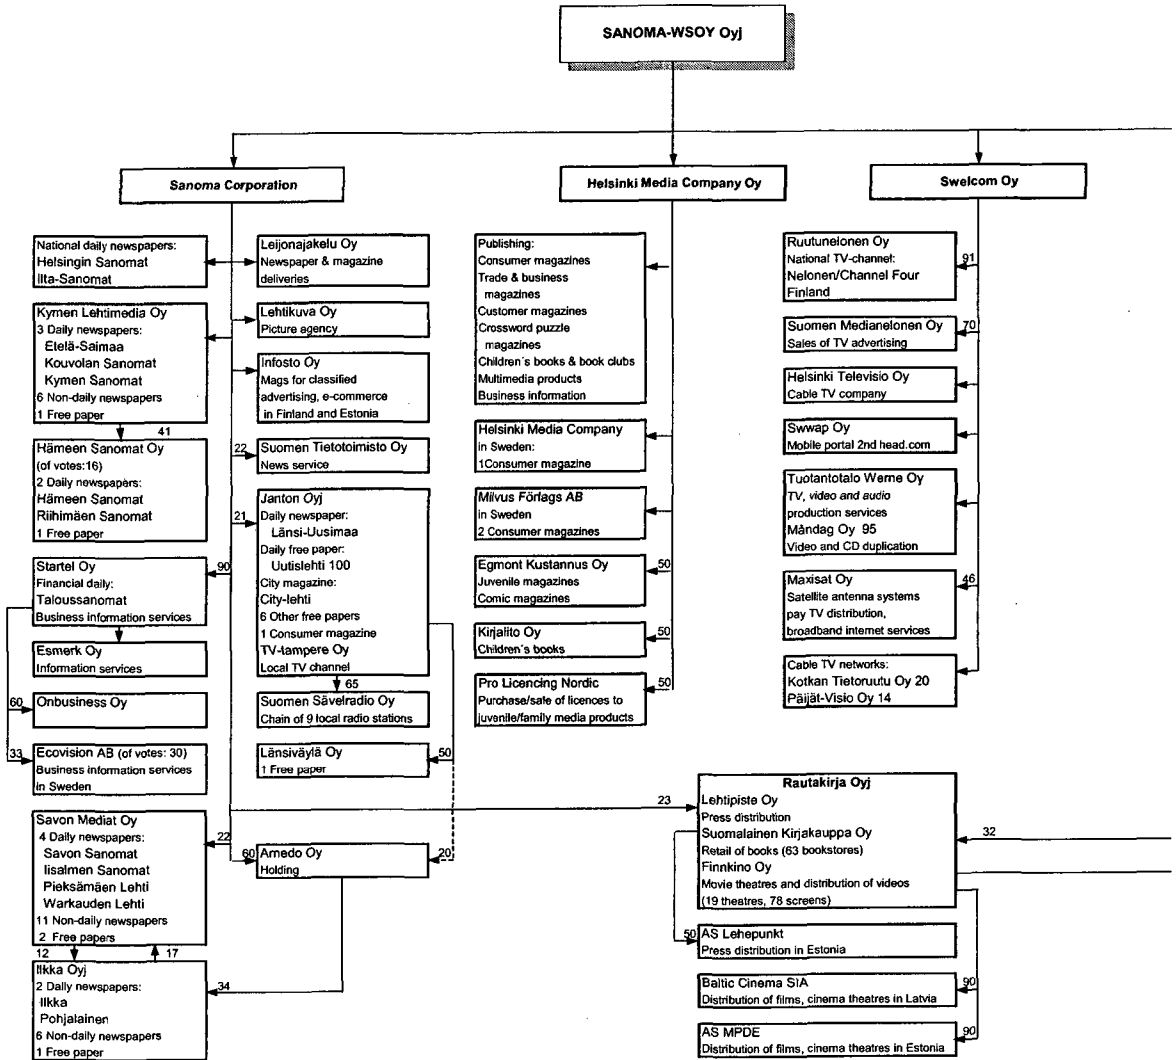 SANOMA-WSOY Oyj
Sanoma Corporation
Helsinki Media Company Oy
Swelcom Oy
National daily newspapers:
Helsingin Sanomat
Ilta-Sanomat
Kymen Lehtimedia Oy
3 Daily newspapers:
Etelä-Saimaa
Kouvolan Sanomat
Kymen Sanomat
6 Non-daily newspapers
1 Free paper
41
Hämeen Sanomat Oy
(of votes:16)
2 Daily newspapers:
Hämeen Sanomat
Riihimäen Sanomat
1 Free paper
90
Startel Oy
Financial daily:
Taloussanomat
Business information services
Esmerk Oy
Information services
60
Onbusiness Oy
33
Ecovision AB (of votes: 30)
Business information services
in Sweden
22
Savon Mediat Oy
4 Daily newspapers:
Savon Sanomat
Iisalmen Sanomat
Pieksämäen Lehti
Warkauden Lehti
11 Non-daily newspapers
2 Free papers
12
17
Ilkka Oyj
2 Daily newspapers:
Ilkka
Pohjalainen
6 Non-daily newspapers
1 Free paper
34
Leijonajakelu Oy
Newspaper & magazine
deliveries
Lehtikuva Oy
Picture agency
Infosto Oy
Mags for classified
advertising, e-commerce
in Finland and Estonia
22
Suomen Tietotoimisto Oy
News service
21
Janton Oyj
Daily newspaper:
Länsi-Uusimaa
Daily free paper:
Uutislehti 100
City magazine:
City-lehti
6 Other free papers
1 Consumer magazine
TV-tampere Oy
Local TV channel
65
Suomen Sävelradio Oy
Chain of 9 local radio stations
Länsiväylä Oy
1 Free paper
50
60
Amedo Oy
Holding
20
Publishing:
Consumer magazines
Trade & business
magazines
Customer magazines
Crossword puzzle
magazines
Children´s books & book clubs
Multimedia products
Business information
Helsinki Media Company
in Sweden:
1Consumer magazine
Milvus Förlags AB
in Sweden
2 Consumer magazines
Egmont Kustannus Oy
Juvenile magazines
Comic magazines
50
Kirjalito Oy
Children's books
50
Pro Licencing Nordic
Purchase/sale of licences to
juvenile/family media products
50
Ruutunelonen Oy
National TV-channel:
Nelonen/Channel Four
Finland
91
Suomen Medianelonen Oy
Sales of TV advertising
70
Helsinki Televisio Oy
Cable TV company
Swwap Oy
Mobile portal 2nd head.com
Tuotantotalo Werne Oy
TV, video and audio
production services
Måndag Oy 95
Video and CD duplication
Maxisat Oy
Satellite antenna systems
pay TV distribution,
broadband internet services
46
Cable TV networks:
Kotkan Tietoruutu Oy 20
Päijät-Visio Oy 14
23
Rautakirja Oyj
Lehtipiste Oy
Press distribution
Suomalainen Kirjakauppa Oy
Retail of books (63 bookstores)
Finnkino Oy
Movie theatres and distribution of videos
(19 theatres, 78 screens)
32
50
AS Lehepunkt
Press distribution in Estonia
Baltic Cinema SIA
Distribution of films, cinema theatres in Latvia
90
AS MPDE
Distribution of films, cinema theatres in Estonia
90